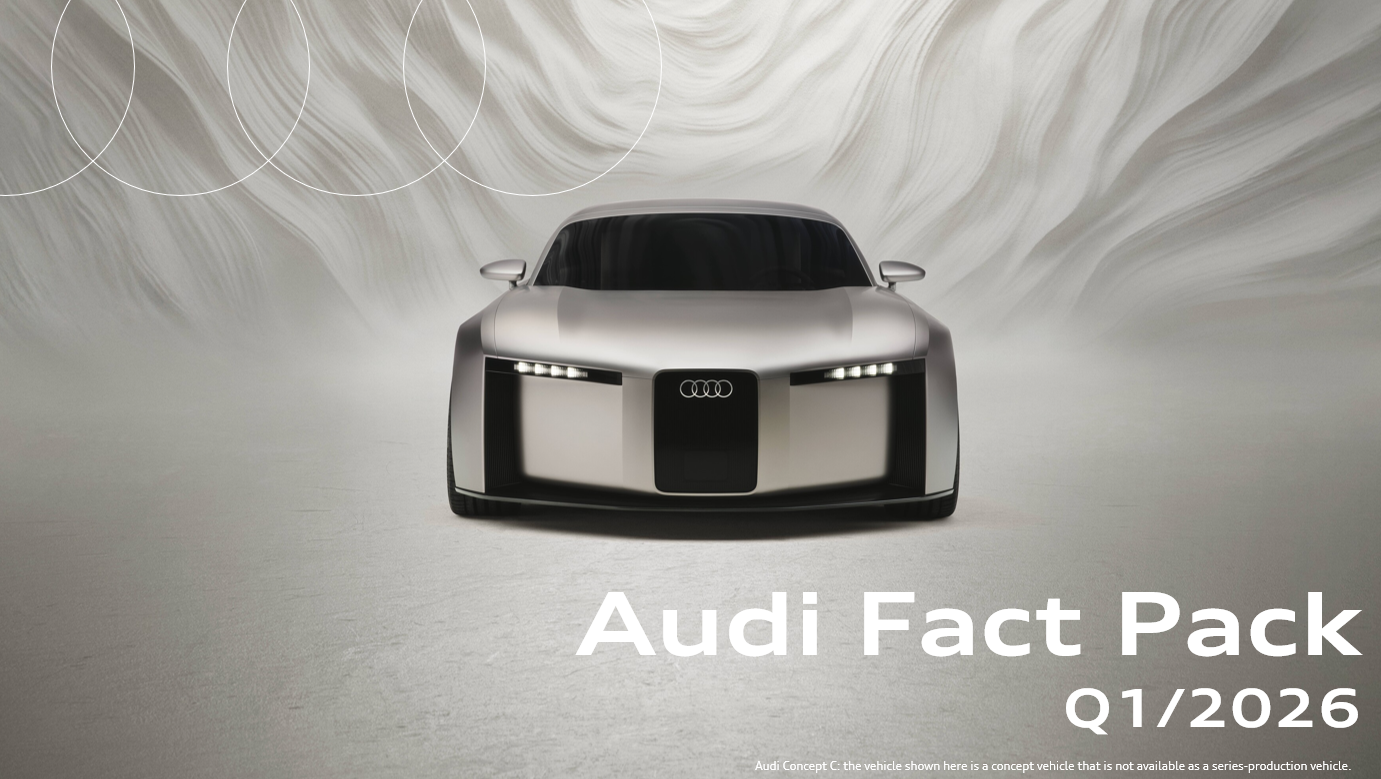 Audi Fact Pack
Q1/2026
Audi Concept C: the vehicle shown here is a concept vehicle that is not available as a series-production vehicle.